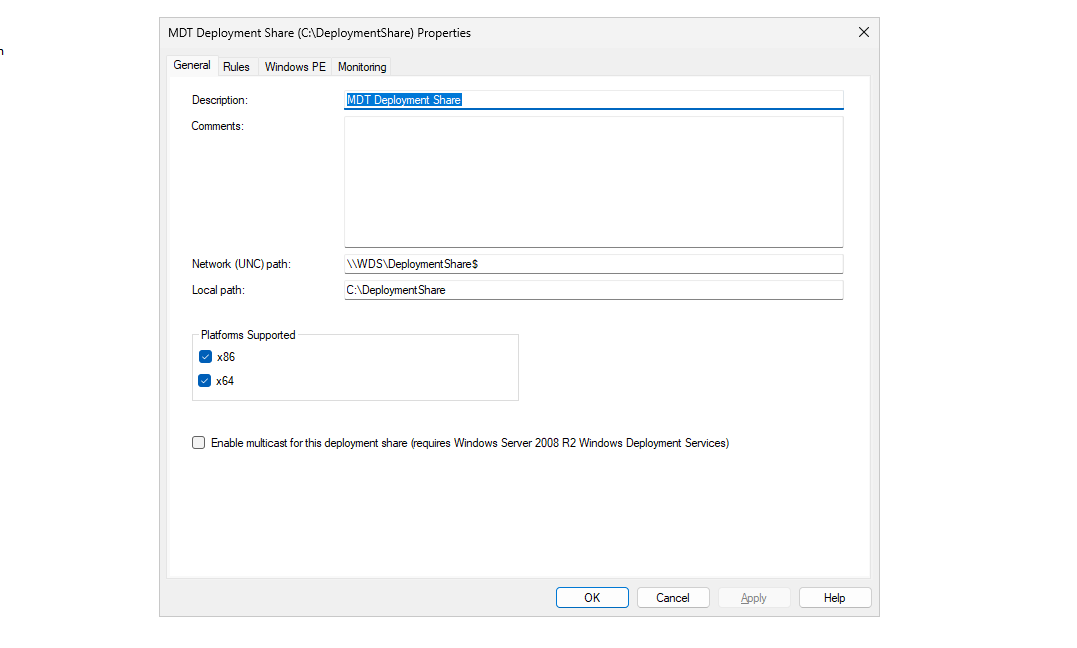 MDT Deployment Share (C:\DeploymentShare) Properties
General Rules Windows PE Monitoring
Description: MDT Deployment Share
Comments:
Network (UNC) path: \\WDS\DeploymentShare$
Local path: C:\DeploymentShare
Platforms Supported
x86
x64
Enable multicast for this deployment share (requires Windows Server 2008 R2 Windows Deployment Services)
OK Cancel Apply Help